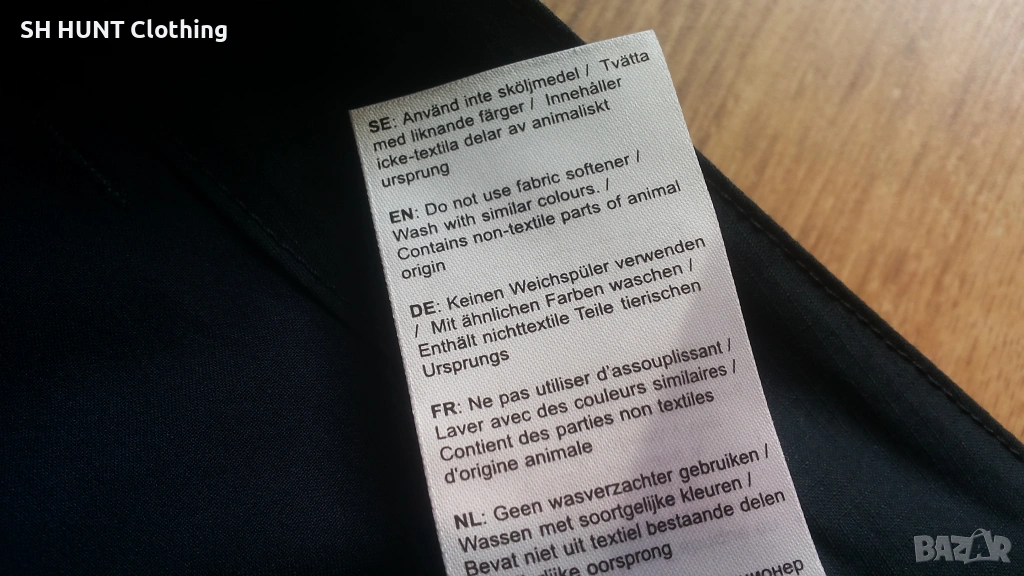 SH HUNT Clothing
SE: Använd inte sköljmedel / Tvätta
med liknande färger / Innehåller
icke-textila delar av animaliskt
ursprung
EN: Do not use fabric softener /
Wash with similar colours. /
Contains non-textile parts of animal
origin
DE: Keinen Weichspüler verwenden
/ Mit ähnlichen Farben waschen /
Enthält nichttextile Teile tierischen
Ursprungs
FR: Ne pas utiliser d'assouplissant /
Laver avec des couleurs similaires /
Contient des parties non textiles
d'origine animale
NL: Geen wasverzachter gebruiken /
Wassen met soortgelijke kleuren /
Bevat niet uit textiel bestaande delen
oorsprong
BAZAR